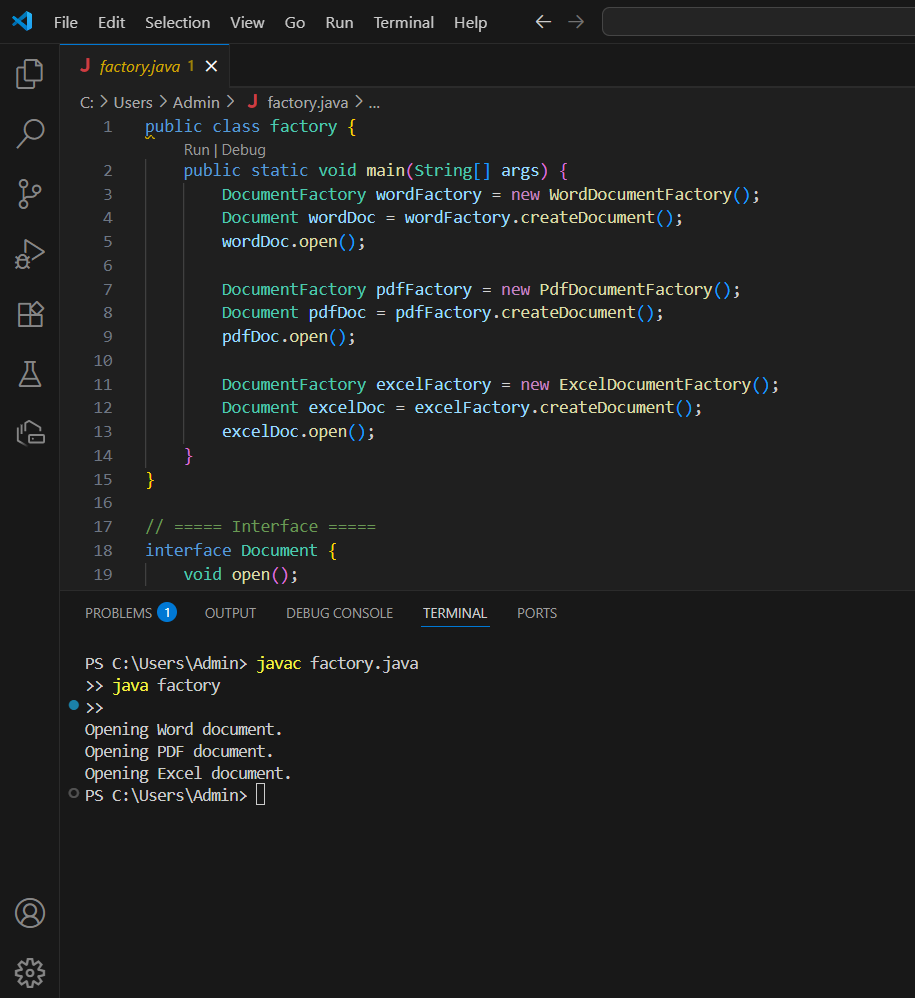 File Edit Selection View Go Run Terminal Help
J factory.java 1
C: > Users > Admin > J factory.java > ...
1 public class factory {
Run | Debug
2 public static void main(String[] args) {
3 DocumentFactory wordFactory = new WordDocumentFactory();
4 Document wordDoc = wordFactory.createDocument();
5 wordDoc.open();
6
7 DocumentFactory pdfFactory = new PdfDocumentFactory();
8 Document pdfDoc = pdfFactory.createDocument();
9 pdfDoc.open();
10
11 DocumentFactory excelFactory = new ExcelDocumentFactory();
12 Document excelDoc = excelFactory.createDocument();
13 excelDoc.open();
14 }
15 }
16
17 // ===== Interface =====
18 interface Document {
19 void open();
PROBLEMS 1 OUTPUT DEBUG CONSOLE TERMINAL PORTS
PS C:\Users\Admin> javac factory.java
>> java factory
>>
Opening Word document.
Opening PDF document.
Opening Excel document.
PS C:\Users\Admin>